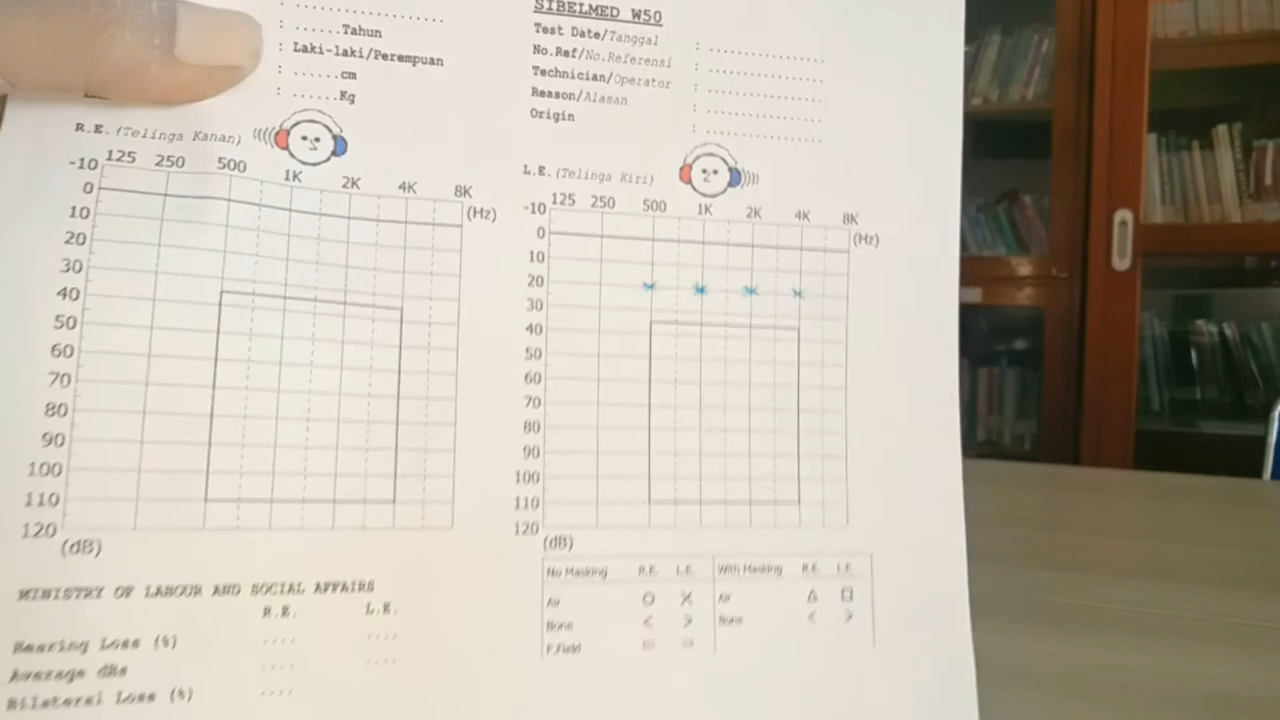 : ..................
: ......Tahun
: Laki-laki/Perempuan
: ......cm
: ......Kg
SIBELMED W50
Test Date/Tanggal : ..................
No.Ref/No.Referensi : ..................
Technician/Operator : ..................
Reason/Alasan : ..................
Origin : ..................
R.E. (Telinga Kanan)
125 250 500 1K 2K 4K 8K
(Hz)
-10
0
10
20
30
40
50
60
70
80
90
100
110
120
(dB)
L.E. (Telinga Kiri)
125 250 500 1K 2K 4K 8K
(Hz)
-10
0
10
20
30
40
50
60
70
80
90
100
110
120
(dB)
MINISTRY OF LABOUR AND SOCIAL AFFAIRS
R.E. L.E.
Hearing Loss (%) .... ....
Average dBs .... ....
Bilateral Loss (%) ....
No Masking R.E. L.E. With Masking R.E. L.E.
Air O X Air △ □
Bone < > Bone < >
F.Field